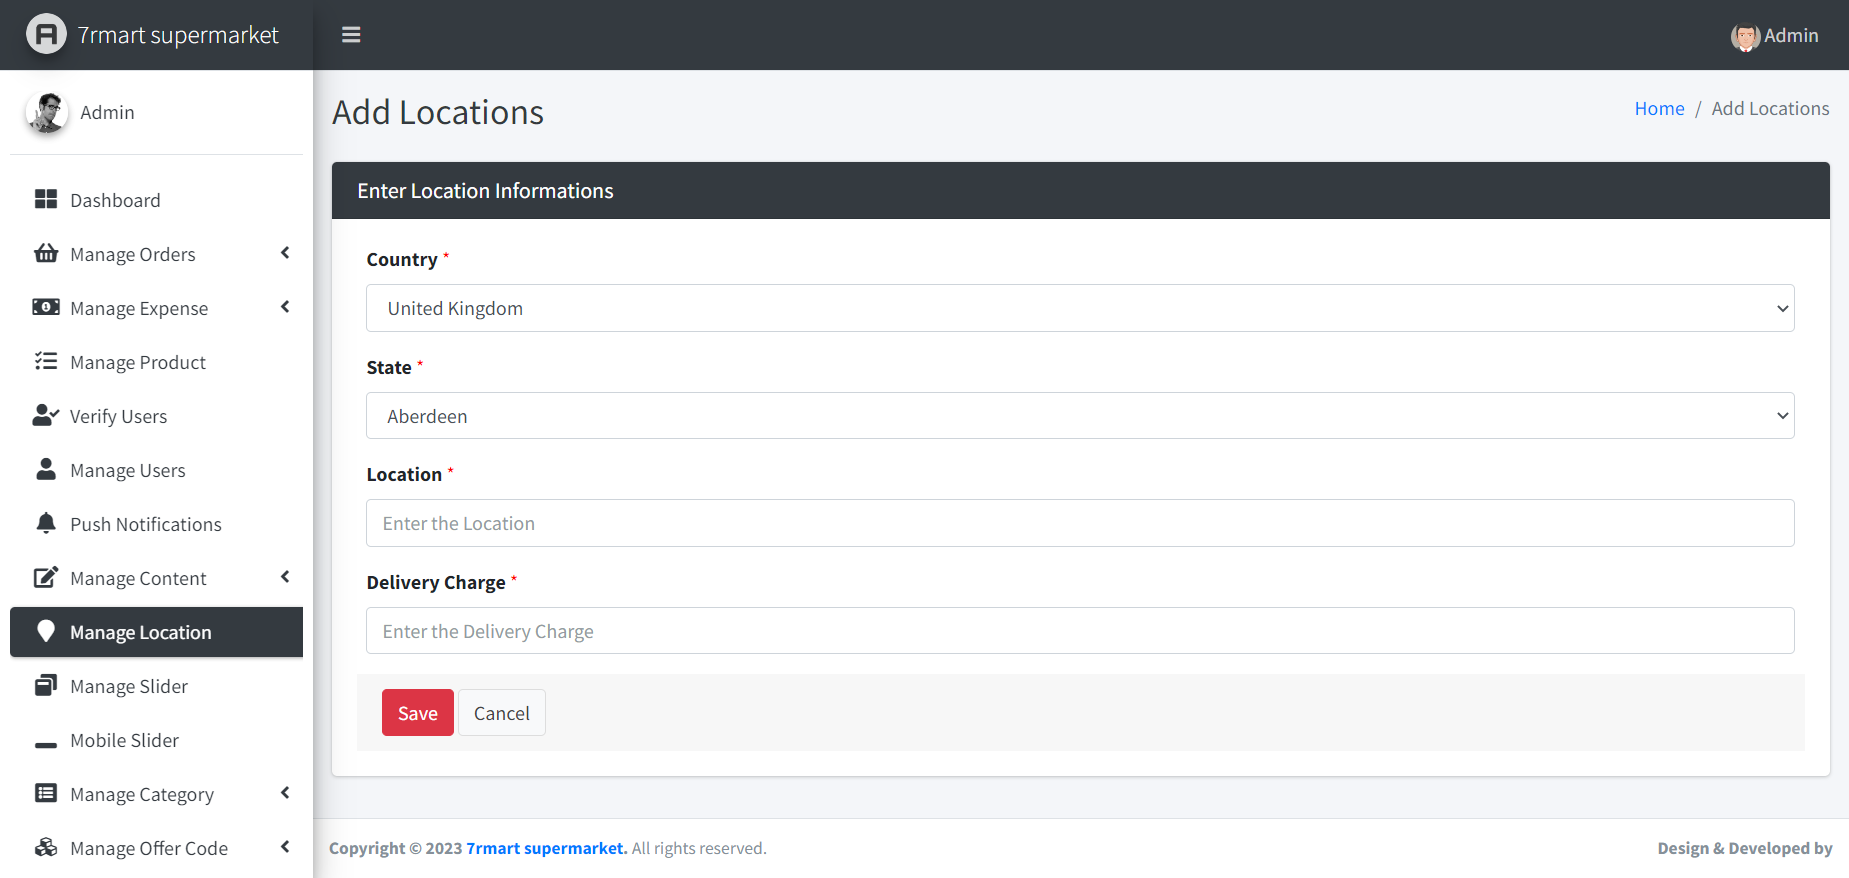 7rmart supermarket
Admin
Admin
Dashboard
Manage Orders
Manage Expense
Manage Product
Verify Users
Manage Users
Push Notifications
Manage Content
Manage Location
Manage Slider
Mobile Slider
Manage Category
Manage Offer Code
Add Locations
Home / Add Locations
Enter Location Informations
Country *
United Kingdom
State *
Aberdeen
Location *
Enter the Location
Delivery Charge *
Enter the Delivery Charge
Save Cancel
Copyright © 2023 7rmart supermarket. All rights reserved.
Design & Developed by